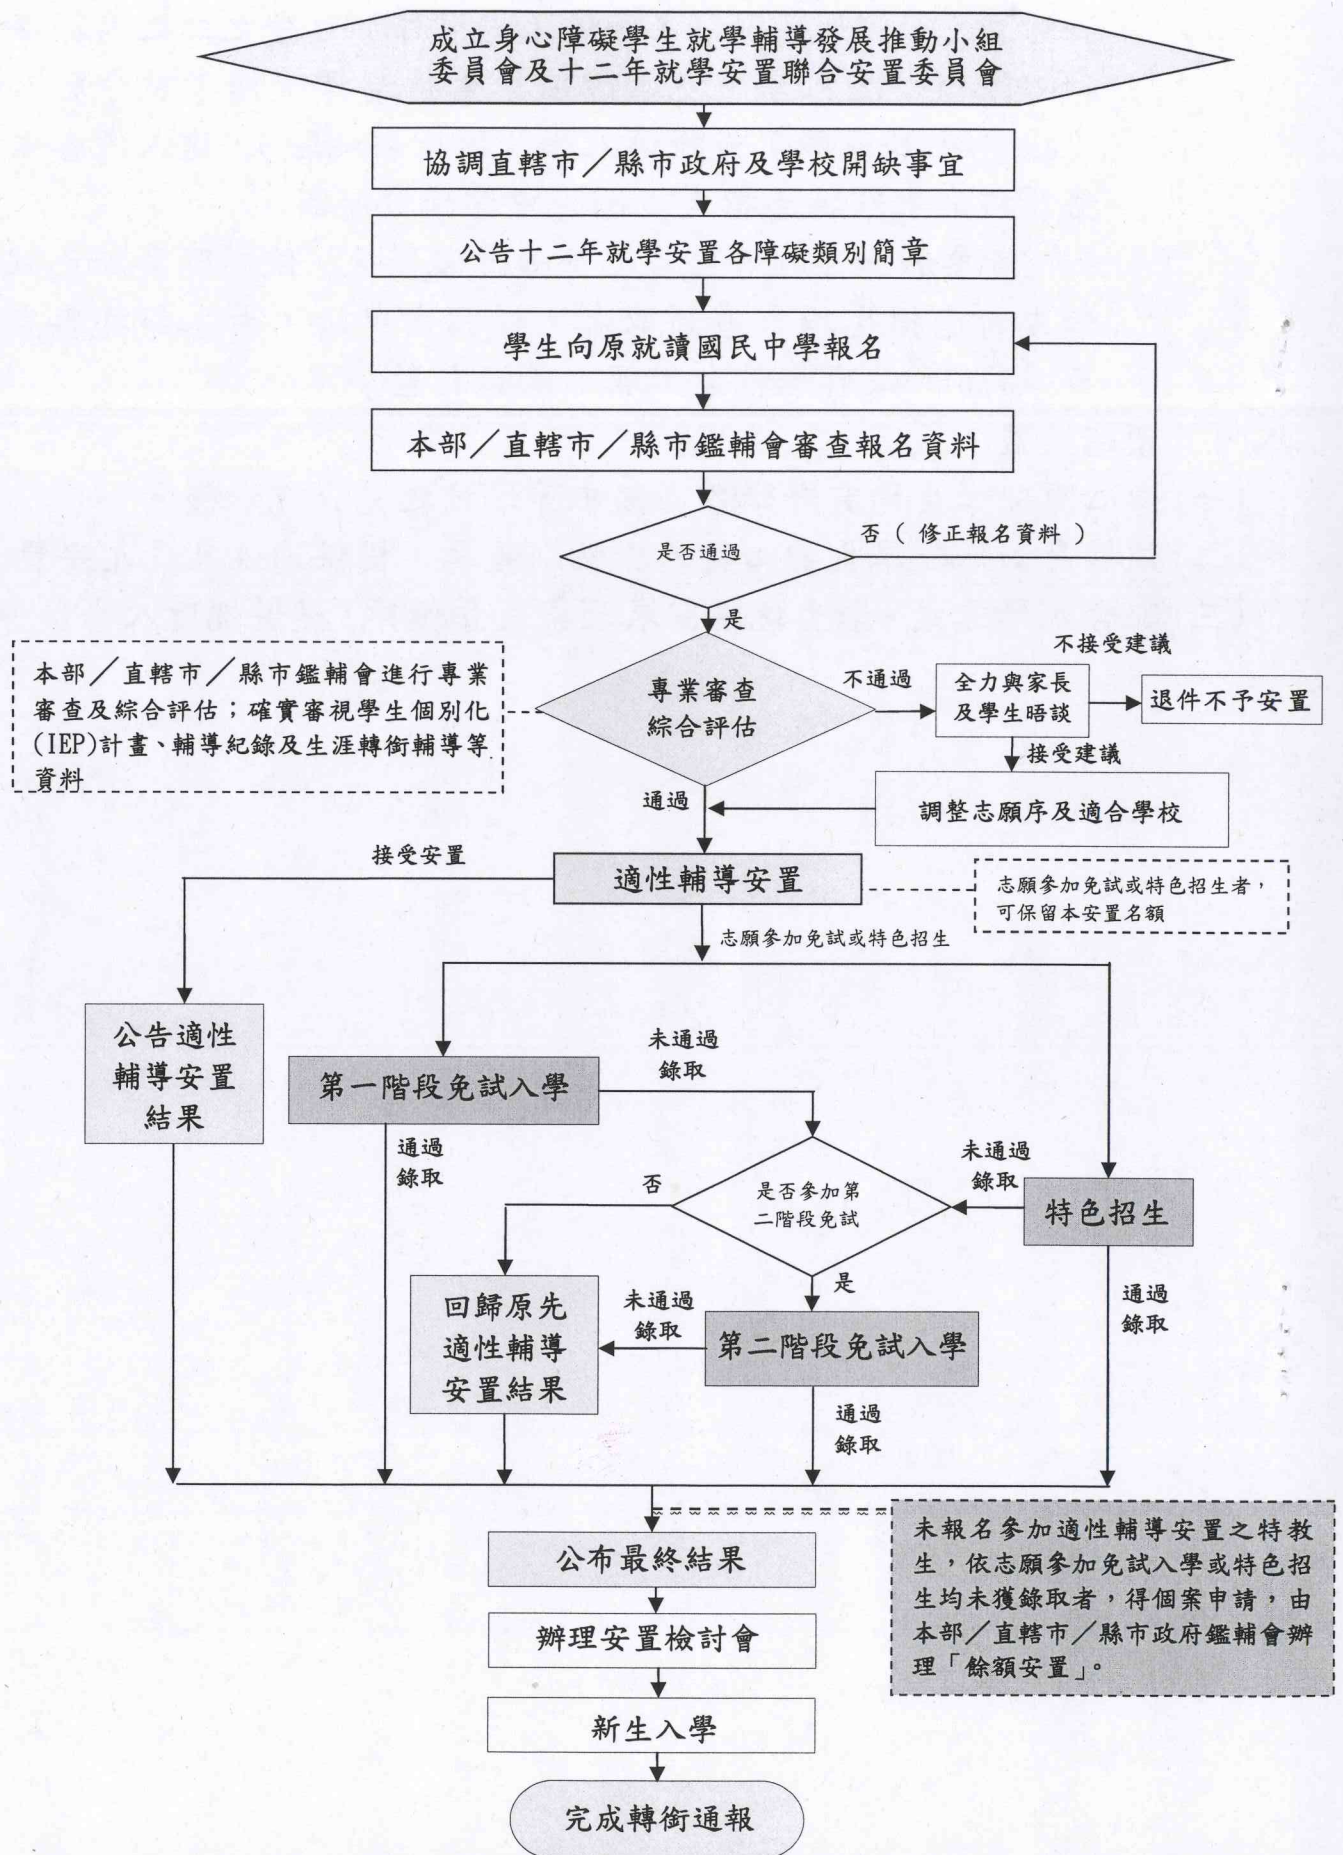 成立身心障礙學生就學輔導發展推動小組
委員會及十二年就學安置聯合安置委員會
協調直轄市／縣市政府及學校開缺事宜
公告十二年就學安置各障礙類別簡章
學生向原就讀國民中學報名
本部／直轄市／縣市鑑輔會審查報名資料
是否通過
否（修正報名資料）
是
本部／直轄市／縣市鑑輔會進行專業
審查及綜合評估；確實審視學生個別化
(IEP)計畫、輔導紀錄及生涯轉銜輔導等
資料
專業審查
綜合評估
不通過
全力與家長
及學生晤談
不接受建議
退件不予安置
接受建議
調整志願序及適合學校
通過
接受安置
適性輔導安置
志願參加免試或特色招生者，
可保留本安置名額
志願參加免試或特色招生
公告適性
輔導安置
結果
第一階段免試入學
未通過
錄取
通過
錄取
是否參加第
二階段免試
未通過
錄取
特色招生
否
是
回歸原先
適性輔導
安置結果
未通過
錄取
第二階段免試入學
通過
錄取
通過
錄取
未報名參加適性輔導安置之特教
生，依志願參加免試入學或特色招
生均未獲錄取者，得個案申請，由
本部／直轄市／縣市政府鑑輔會辦
理「餘額安置」。
公布最終結果
辦理安置檢討會
新生入學
完成轉銜通報